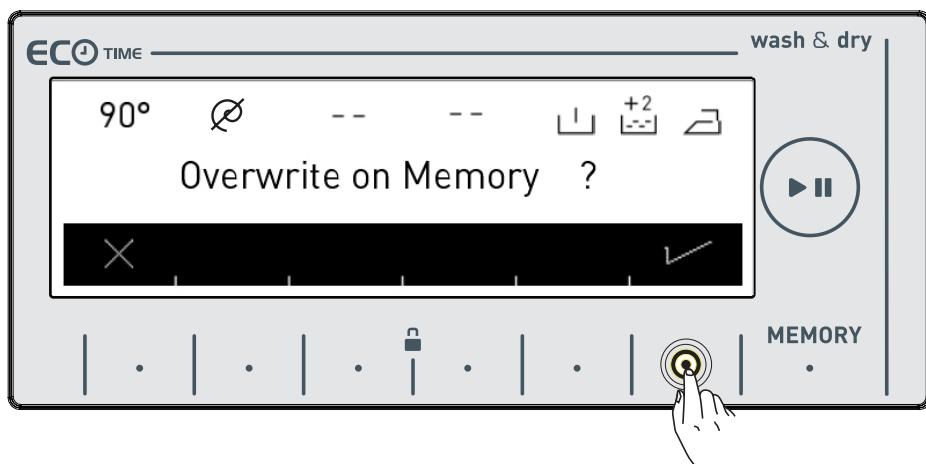 ECO TIME
wash & dry
90° -- -- +2
Overwrite on Memory ?
MEMORY